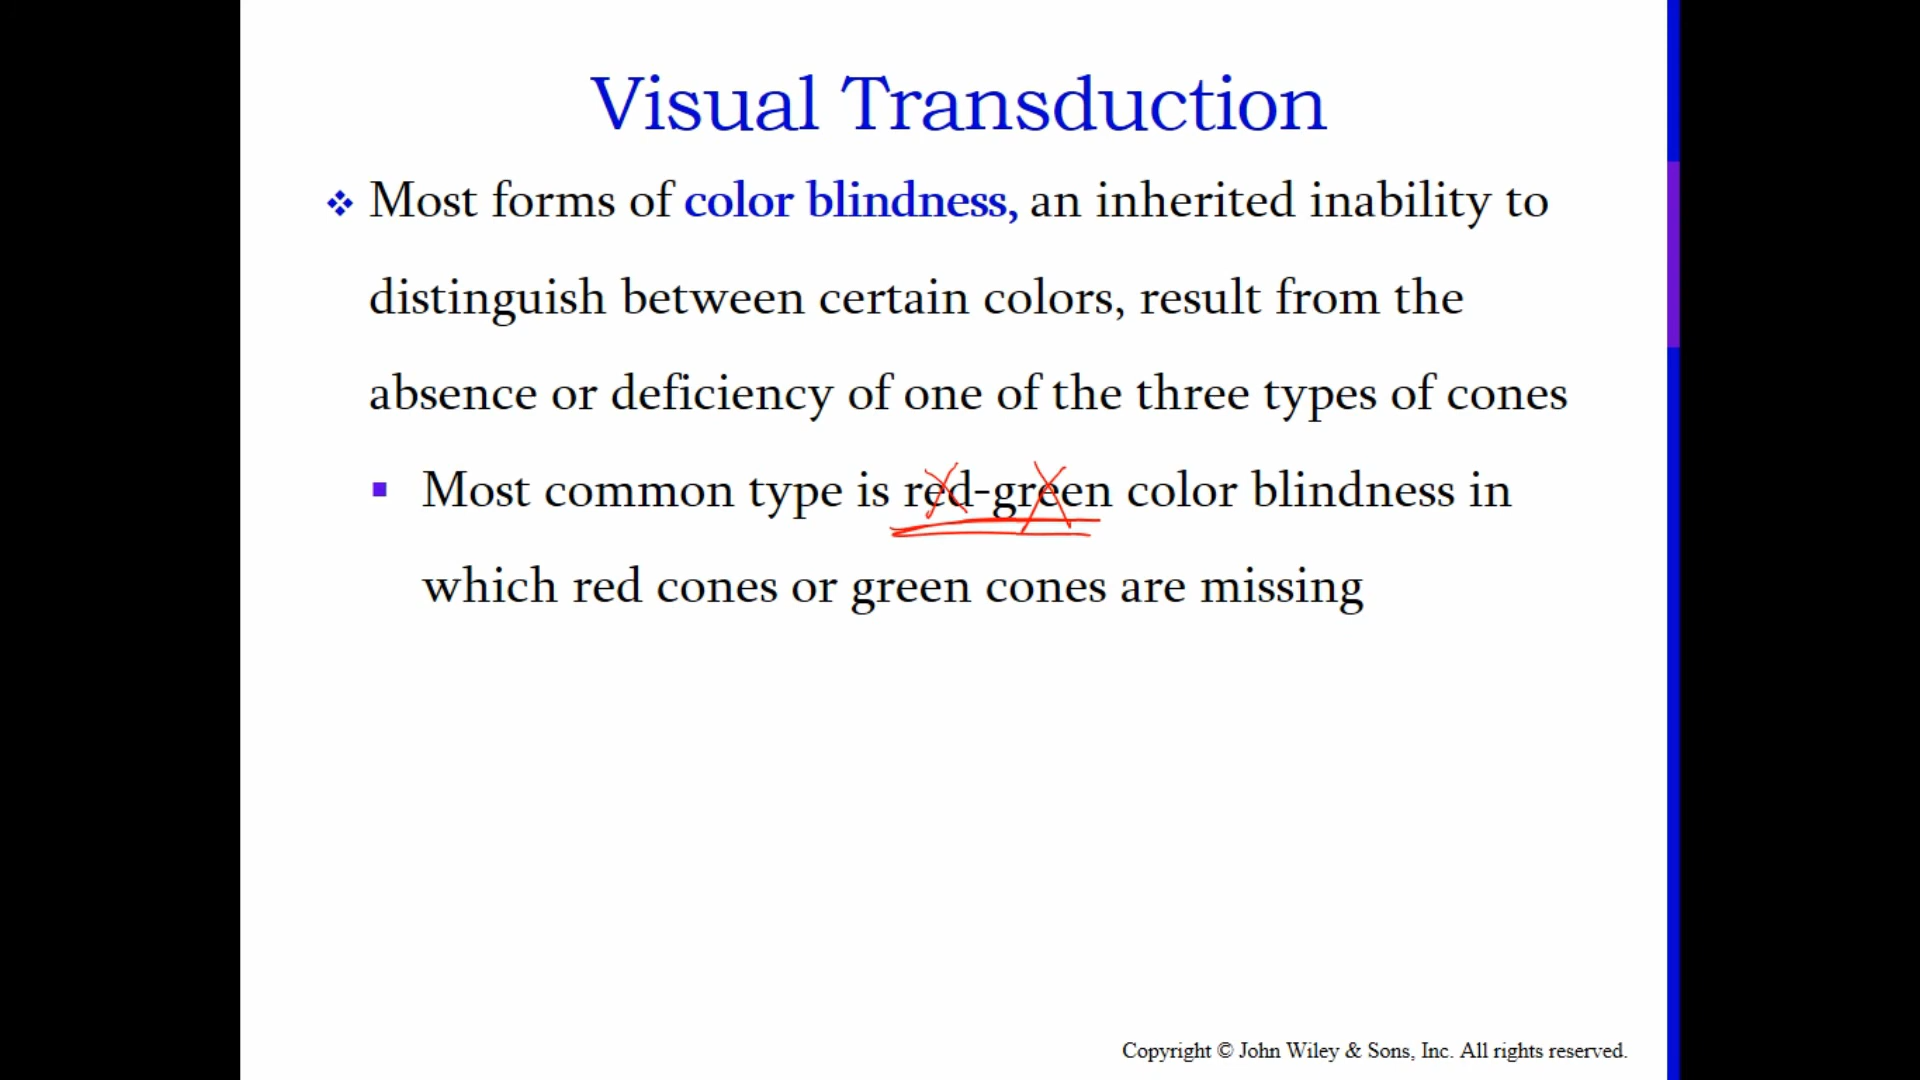 Visual Transduction
❖ Most forms of color blindness, an inherited inability to
distinguish between certain colors, result from the
absence or deficiency of one of the three types of cones
▪ Most common type is red-green color blindness in
which red cones or green cones are missing
Copyright © John Wiley & Sons, Inc. All rights reserved.